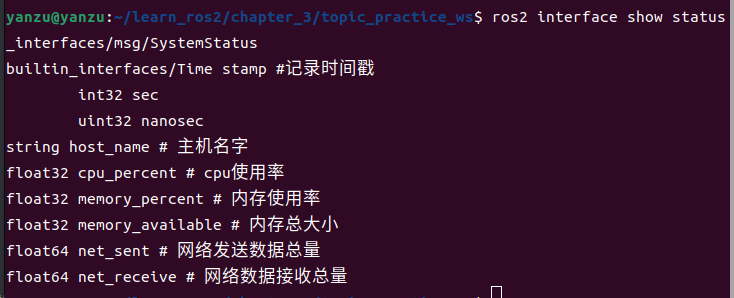 yanzu@yanzu:~/learn_ros2/chapter_3/topic_practice_ws$ ros2 interface show status
_interfaces/msg/SystemStatus
builtin_interfaces/Time stamp #记录时间戳
        int32 sec
        uint32 nanosec
string host_name # 主机名字
float32 cpu_percent # cpu使用率
float32 memory_percent # 内存使用率
float32 memory_available # 内存总大小
float64 net_sent # 网络发送数据总量
float64 net_receive # 网络数据接收总量